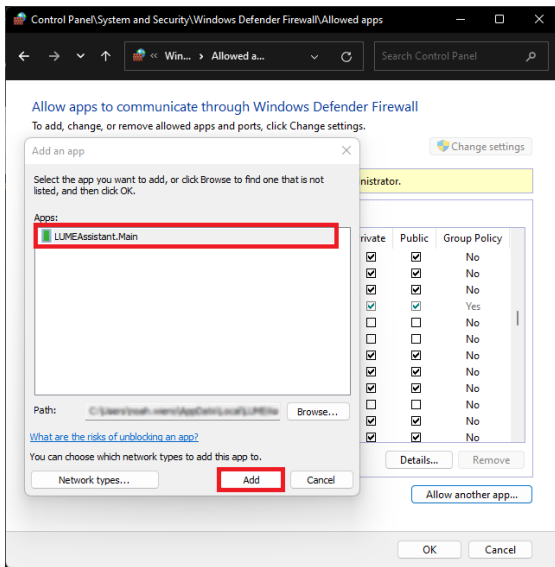 Control Panel\System and Security\Windows Defender Firewall\Allowed apps
« Win... › Allowed a...
Search Control Panel
Allow apps to communicate through Windows Defender Firewall
To add, change, or remove allowed apps and ports, click Change settings.
Change settings
Add an app
Select the app you want to add, or click Browse to find one that is not
listed, and then click OK.
nistrator.
Apps:
LUMEAssistant.Main
rivate Public Group Policy
No
No
No
Yes
No
No
No
No
No
No
No
No
Path:
Browse...
What are the risks of unblocking an app?
You can choose which network types to add this app to.
Network types... Add Cancel
Details... Remove
Allow another app...
OK Cancel